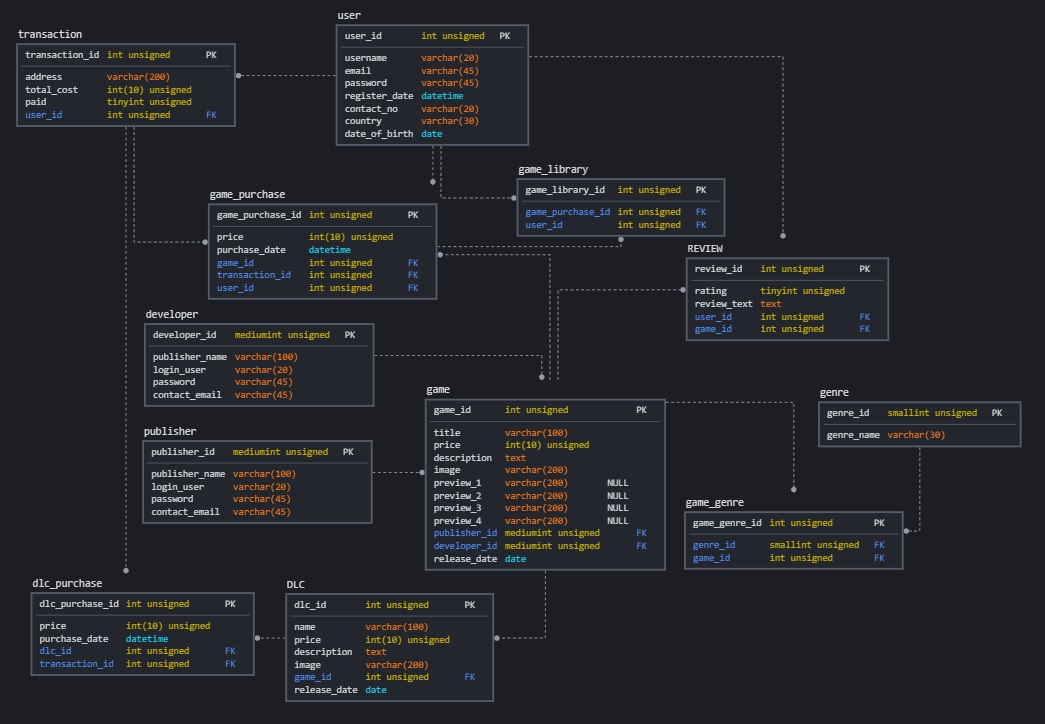 user
user_id int unsigned PK
username varchar(20)
email varchar(45)
password varchar(45)
register_date datetime
contact_no varchar(20)
country varchar(30)
date_of_birth date
transaction
transaction_id int unsigned PK
address varchar(200)
total_cost int(10) unsigned
paid tinyint unsigned
user_id int unsigned FK
game_library
game_library_id int unsigned PK
game_purchase_id int unsigned FK
user_id int unsigned FK
game_purchase
game_purchase_id int unsigned PK
price int(10) unsigned
purchase_date datetime
game_id int unsigned FK
transaction_id int unsigned FK
user_id int unsigned FK
REVIEW
review_id int unsigned PK
rating tinyint unsigned
review_text text
user_id int unsigned FK
game_id int unsigned FK
developer
developer_id mediumint unsigned PK
publisher_name varchar(100)
login_user varchar(20)
password varchar(45)
contact_email varchar(45)
publisher
publisher_id mediumint unsigned PK
publisher_name varchar(100)
login_user varchar(20)
password varchar(45)
contact_email varchar(45)
game
game_id int unsigned PK
title varchar(100)
price int(10) unsigned
description text
image varchar(200)
preview_1 varchar(200) NULL
preview_2 varchar(200) NULL
preview_3 varchar(200) NULL
preview_4 varchar(200) NULL
publisher_id mediumint unsigned FK
developer_id mediumint unsigned FK
release_date date
genre
genre_id smallint unsigned PK
genre_name varchar(30)
game_genre
game_genre_id int unsigned PK
genre_id smallint unsigned FK
game_id int unsigned FK
dlc_purchase
dlc_purchase_id int unsigned PK
price int(10) unsigned
purchase_date datetime
dlc_id int unsigned FK
transaction_id int unsigned FK
DLC
dlc_id int unsigned PK
name varchar(100)
price int(10) unsigned
description text
image varchar(200)
game_id int unsigned FK
release_date date